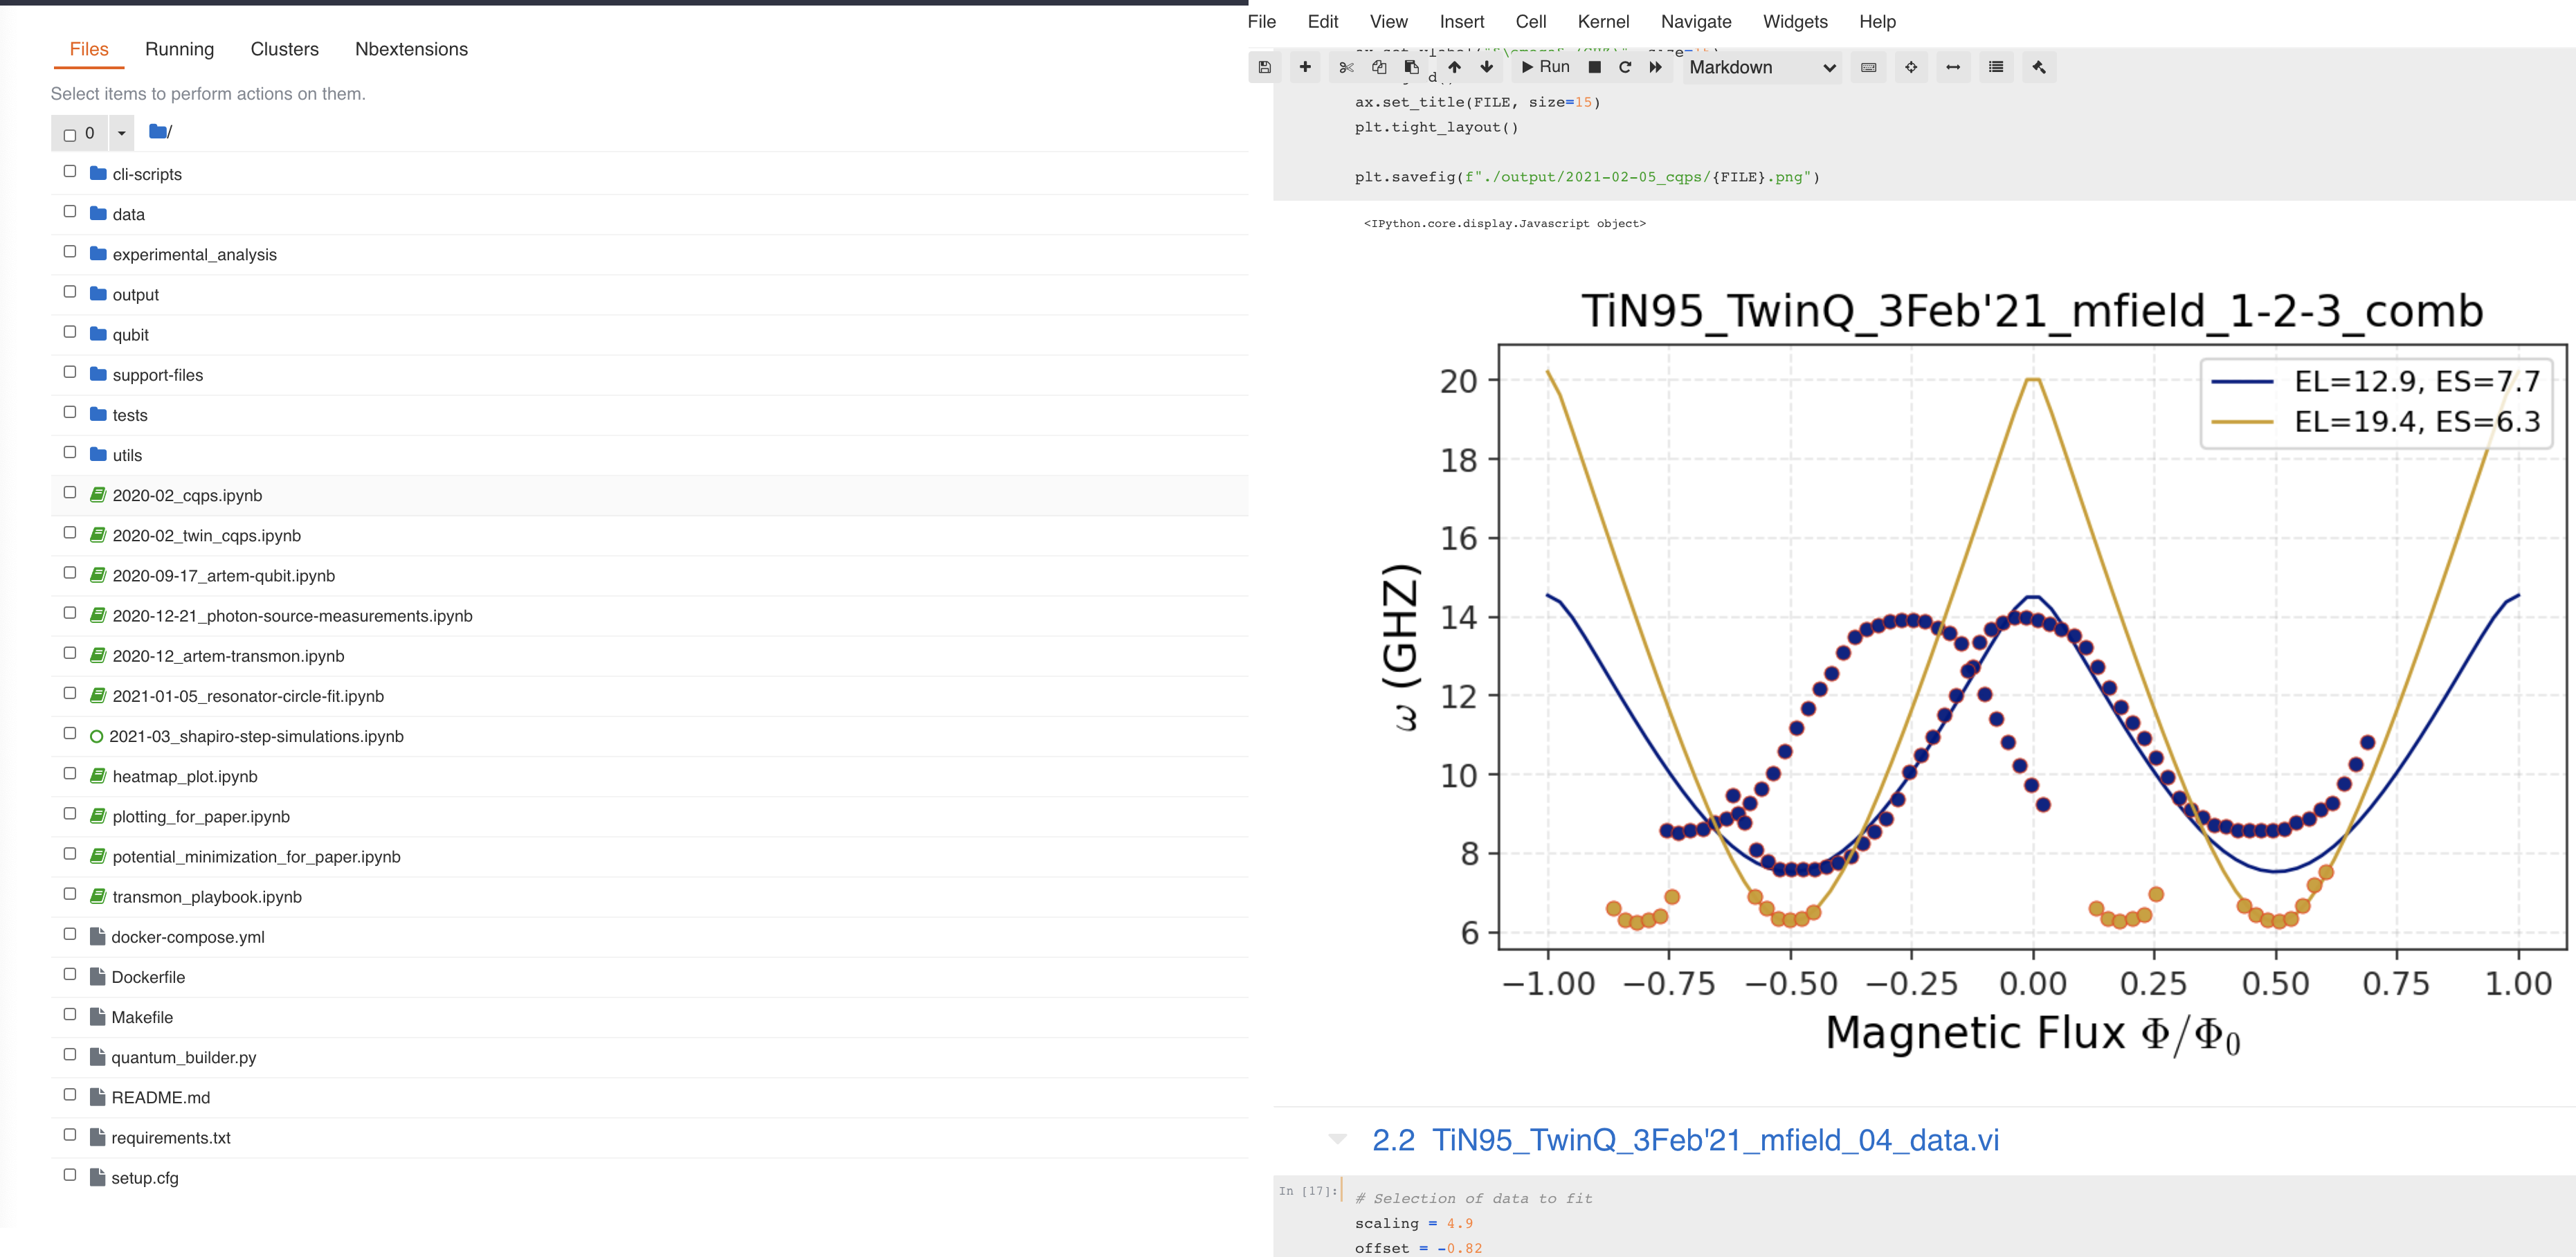 Files Running Clusters Nbextensions
Select items to perform actions on them.
0 /
cli-scripts
data
experimental_analysis
output
qubit
support-files
tests
utils
2020-02_cqps.ipynb
2020-02_twin_cqps.ipynb
2020-09-17_artem-qubit.ipynb
2020-12-21_photon-source-measurements.ipynb
2020-12_artem-transmon.ipynb
2021-01-05_resonator-circle-fit.ipynb
2021-03_shapiro-step-simulations.ipynb
heatmap_plot.ipynb
plotting_for_paper.ipynb
potential_minimization_for_paper.ipynb
transmon_playbook.ipynb
docker-compose.yml
Dockerfile
Makefile
quantum_builder.py
README.md
requirements.txt
setup.cfg
File Edit View Insert Cell Kernel Navigate Widgets Help
Run Markdown
ax.set_title(FILE, size=15)
plt.tight_layout()
plt.savefig(f"./output/2021-02-05_cqps/{FILE}.png")
<IPython.core.display.Javascript object>
TiN95_TwinQ_3Feb'21_mfield_1-2-3_comb
EL=12.9, ES=7.7
EL=19.4, ES=6.3
20
18
16
14
12
10
8
6
ω (GHZ)
−1.00 −0.75 −0.50 −0.25 0.00 0.25 0.50 0.75 1.00
Magnetic Flux Φ/Φ₀
2.2 TiN95_TwinQ_3Feb'21_mfield_04_data.vi
In [17]:
# Selection of data to fit
scaling = 4.9
offset = -0.82